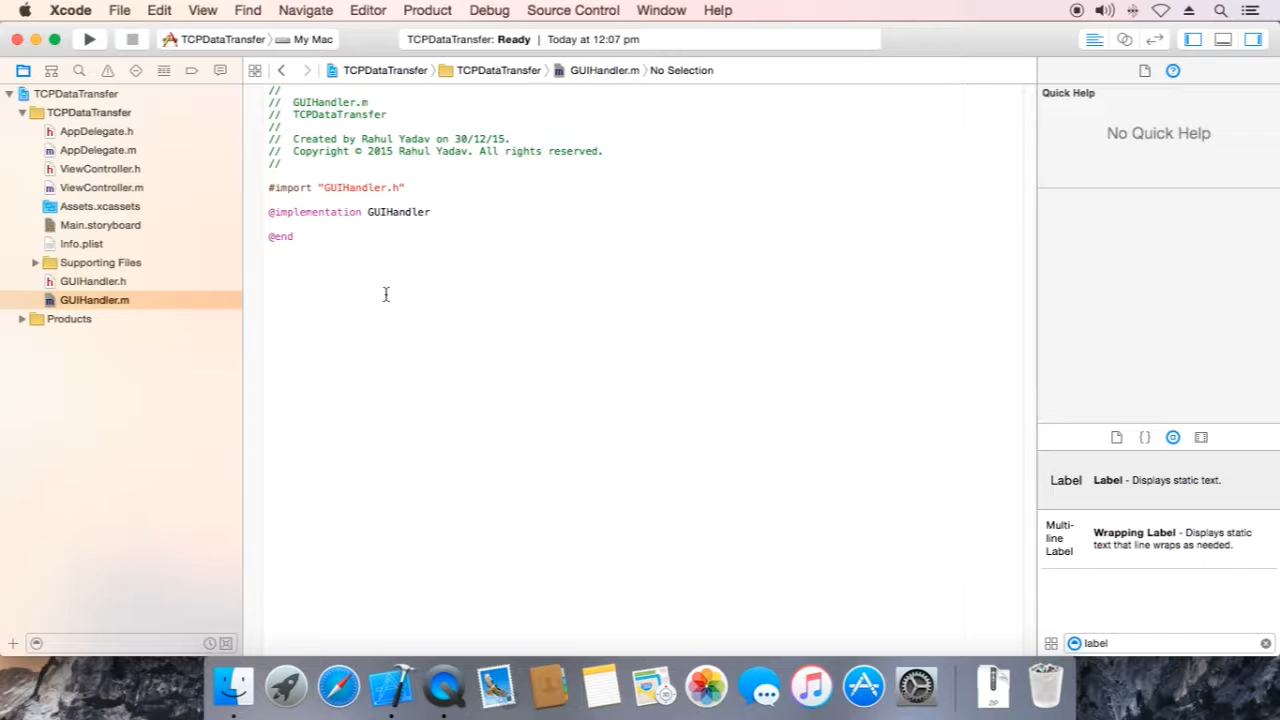 Xcode File Edit View Find Navigate Editor Product Debug Source Control Window Help
TCPDataTransfer My Mac
TCPDataTransfer: Ready | Today at 12:07 pm
TCPDataTransfer TCPDataTransfer GUIHandler.m No Selection
TCPDataTransfer
TCPDataTransfer
AppDelegate.h
AppDelegate.m
ViewController.h
ViewController.m
Assets.xcassets
Main.storyboard
Info.plist
Supporting Files
GUIHandler.h
GUIHandler.m
Products
//
// GUIHandler.m
// TCPDataTransfer
//
// Created by Rahul Yadav on 30/12/15.
// Copyright © 2015 Rahul Yadav. All rights reserved.
//
#import "GUIHandler.h"
@implementation GUIHandler
@end
Quick Help
No Quick Help
Label Label - Displays static text.
Multi-
line
Label
Wrapping Label - Displays static
text that line wraps as needed.
label
ZIP